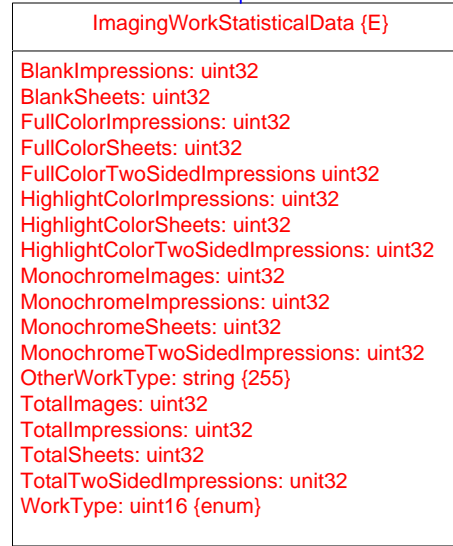 ImagingWorkStatisticalData {E}
BlankImpressions: uint32
BlankSheets: uint32
FullColorImpressions: uint32
FullColorSheets: uint32
FullColorTwoSidedImpressions uint32
HighlightColorImpressions: uint32
HighlightColorSheets: uint32
HighlightColorTwoSidedImpressions: uint32
MonochromeImages: uint32
MonochromeImpressions: uint32
MonochromeSheets: uint32
MonochromeTwoSidedImpressions: uint32
OtherWorkType: string {255}
TotalImages: uint32
TotalImpressions: uint32
TotalSheets: uint32
TotalTwoSidedImpressions: unit32
WorkType: uint16 {enum}